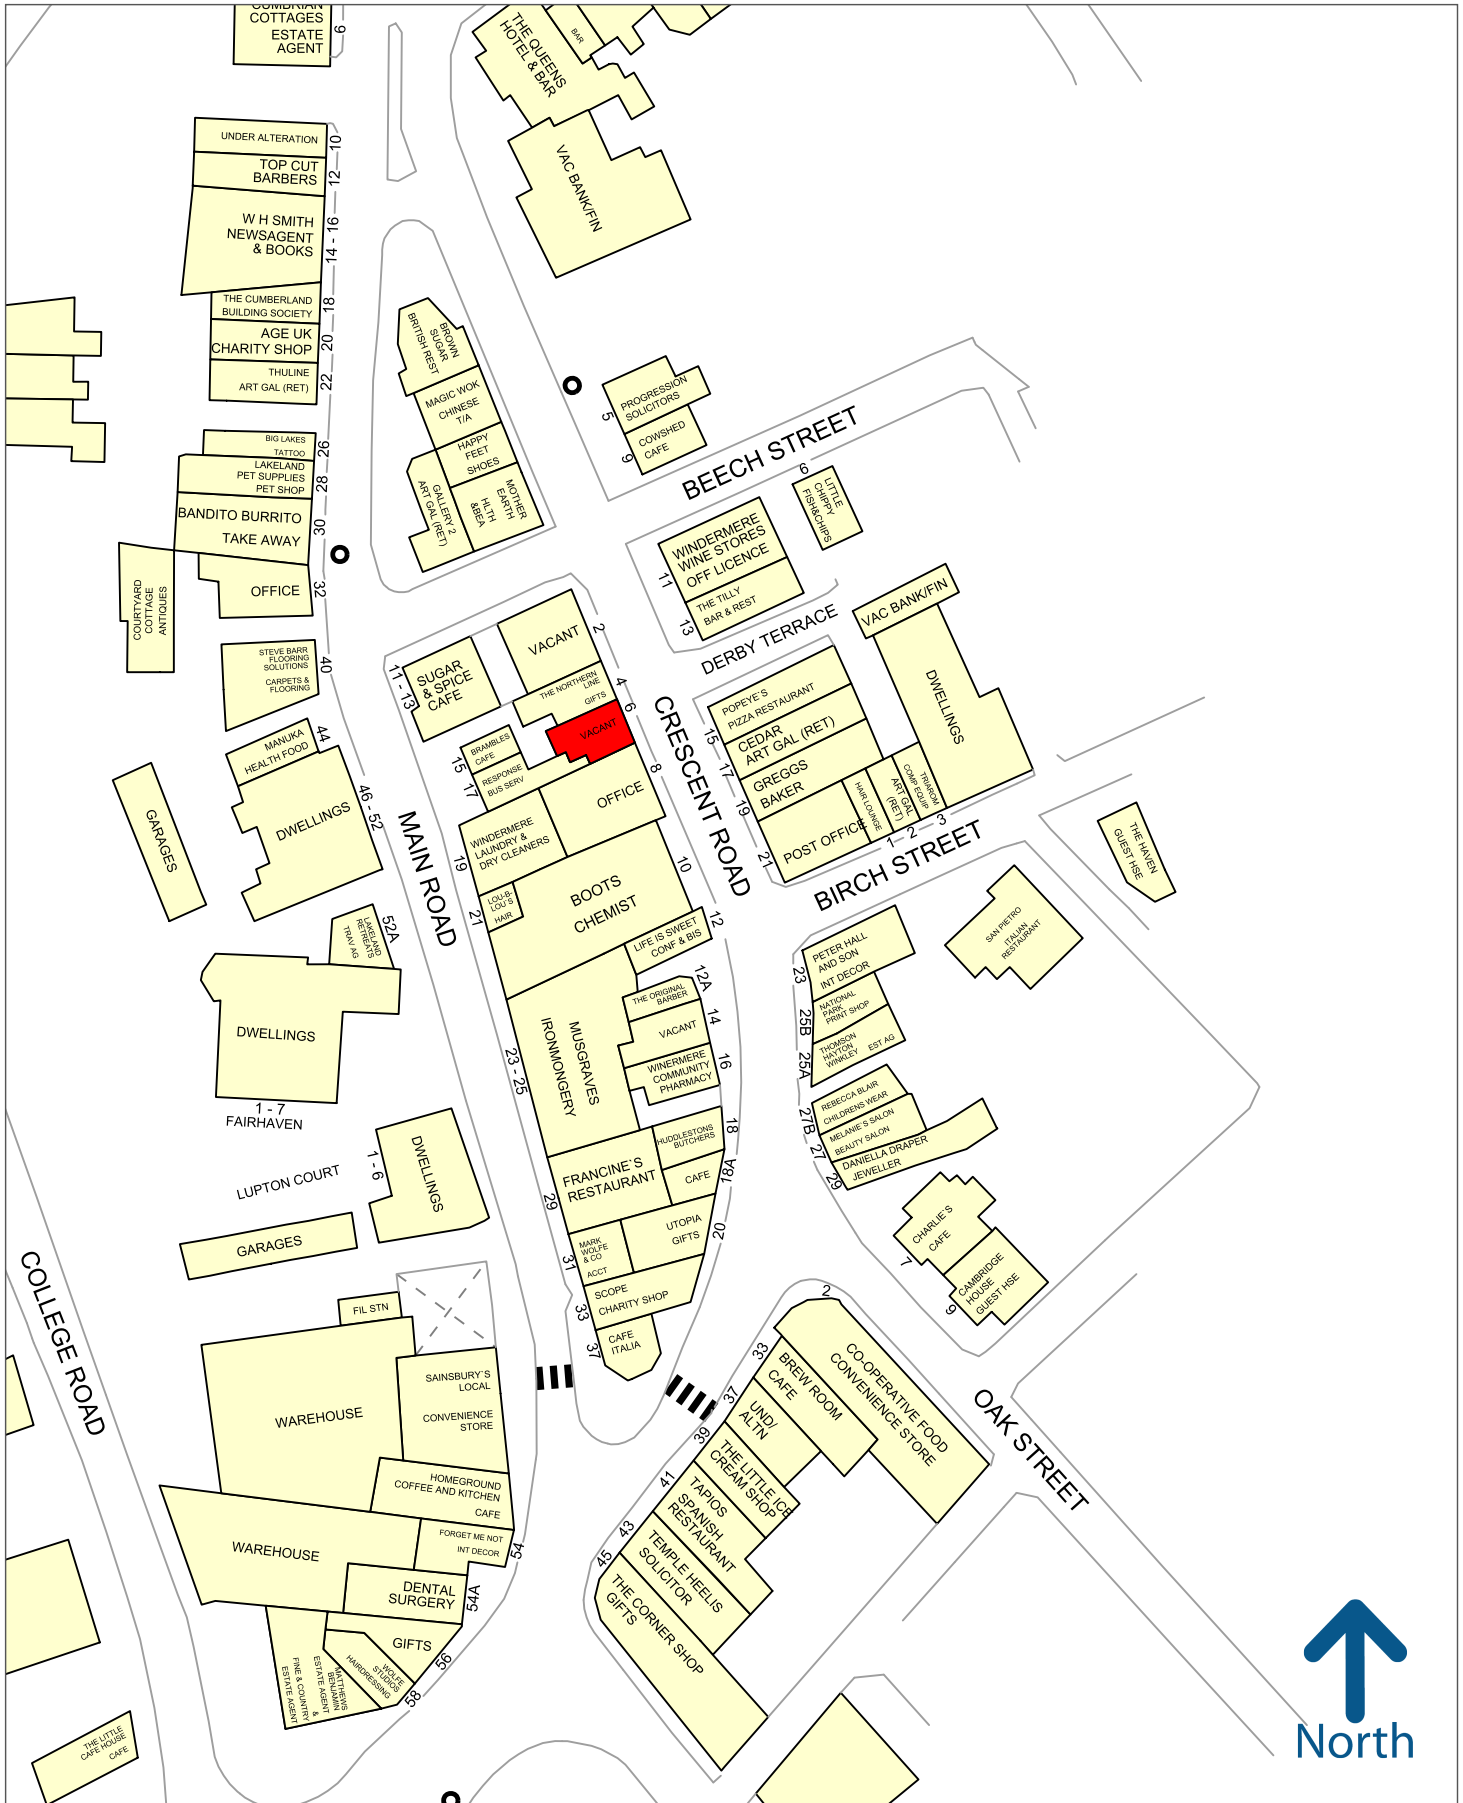 CUMBRIAN
COTTAGES
ESTATE
AGENT
6
THE QUEENS
HOTEL & BAR
BAR
VAC BANK/FIN
UNDER ALTERATION
10
TOP CUT
BARBERS
12
W H SMITH
NEWSAGENT
& BOOKS
14 - 16
THE CUMBERLAND
BUILDING SOCIETY
18
AGE UK
CHARITY SHOP
20
THULINE
ART GAL (RET)
22
BIG LAKES
TATTOO
26
LAKELAND
PET SUPPLIES
PET SHOP
28
BANDITO BURRITO
TAKE AWAY
30
OFFICE
32
COURTYARD
COTTAGE
ANTIQUES
STEVE BARR
FLOORING
SOLUTIONS
CARPETS &
FLOORING
40
MANUKA
HEALTH FOOD
44
DWELLINGS
46 - 52
GARAGES
LAKELAND
RETREATS
TRAV AG
52A
DWELLINGS
1 - 7
FAIRHAVEN
LUPTON COURT
1 - 6
DWELLINGS
GARAGES
BROWN
SUGAR
BRITISH REST
MAGIC WOK
CHINESE
T/A
HAPPY
FEET
SHOES
GALLERY 2
ART GAL (RET)
MOTHER
EARTH
HLTH
&BEA
PROGRESSION
SOLICITORS
5
COWSHED
CAFE
9
BEECH STREET
6
LITTLE
CHIPPY
FISH&CHIPS
WINDERMERE
WINE STORES
OFF LICENCE
11
THE TILLY
BAR & REST
13
DERBY TERRACE
VAC BANK/FIN
DWELLINGS
POPEYE`S
PIZZA RESTAURANT
15
CEDAR
ART GAL (RET)
17
GREGGS
BAKER
19
POST OFFICE
21
HAIR LOUNGE
1
ART GAL
(RET)
2
TRIAROM
COMP EQUIP
3
BIRCH STREET
CRESCENT ROAD
MAIN ROAD
SUGAR
& SPICE
CAFE
11 - 13
VACANT
2
THE NORTHERN
LINE
GIFTS
4
VACANT
6
BRAMBLES
CAFE
15
RESPONSE
BUS SERV
17
OFFICE
8
WINDERMERE
LAUNDRY &
DRY CLEANERS
19
BOOTS
CHEMIST
10
LOU-B-
LOU`S
HAIR
21
LIFE IS SWEET
CONF & BIS
12
THE ORIGINAL
BARBER
12A
VACANT
14
WINERMERE
COMMUNITY
PHARMACY
16
MUSGRAVES
IRONMONGERY
23 - 25
HUDDLESTONS
BUTCHERS
18
FRANCINE`S
RESTAURANT
29
CAFE
18A
UTOPIA
GIFTS
20
MARK
WOLFE
& CO
ACCT
31
SCOPE
CHARITY SHOP
33
CAFE
ITALIA
37
THE HAVEN
GUEST HSE
SAN PIETRO
ITALIAN
RESTAURANT
PETER HALL
AND SON
INT DECOR
23
NATIONAL
PARK
PRINT SHOP
25B
THOMSON
HAYTON
WINKLEY
EST AG
25A
REBECCA BLAIR
CHILDRENS WEAR
27B
MELANIE`S SALON
BEAUTY SALON
27
DANIELLA DRAPER
JEWELLER
29
CHARLIE`S
CAFE
7
CAMBRIDGE
HOUSE
GUEST HSE
9
OAK STREET
2
CO-OPERATIVE FOOD
CONVENIENCE STORE
33
BREW ROOM
CAFE
37
UND/
ALTN
39
THE LITTLE ICE
CREAM SHOP
41
TAPIOS
SPANISH
RESTAURANT
43
TEMPLE HEELIS
SOLICITOR
45
THE CORNER SHOP
GIFTS
COLLEGE ROAD
FIL STN
WAREHOUSE
SAINSBURY`S
LOCAL
CONVENIENCE
STORE
HOMEGROUND
COFFEE AND KITCHEN
CAFE
WAREHOUSE
FORGET ME NOT
INT DECOR
54
DENTAL
SURGERY
54A
GIFTS
56
WOLFE
STUDIOS
HAIRDRESSING
58
MATTHEWS
BENJAMIN
ESTATE AGENT
&
FINE & COUNTRY
ESTATE AGENT
THE LITTLE
CAFE HOUSE
CAFE
North